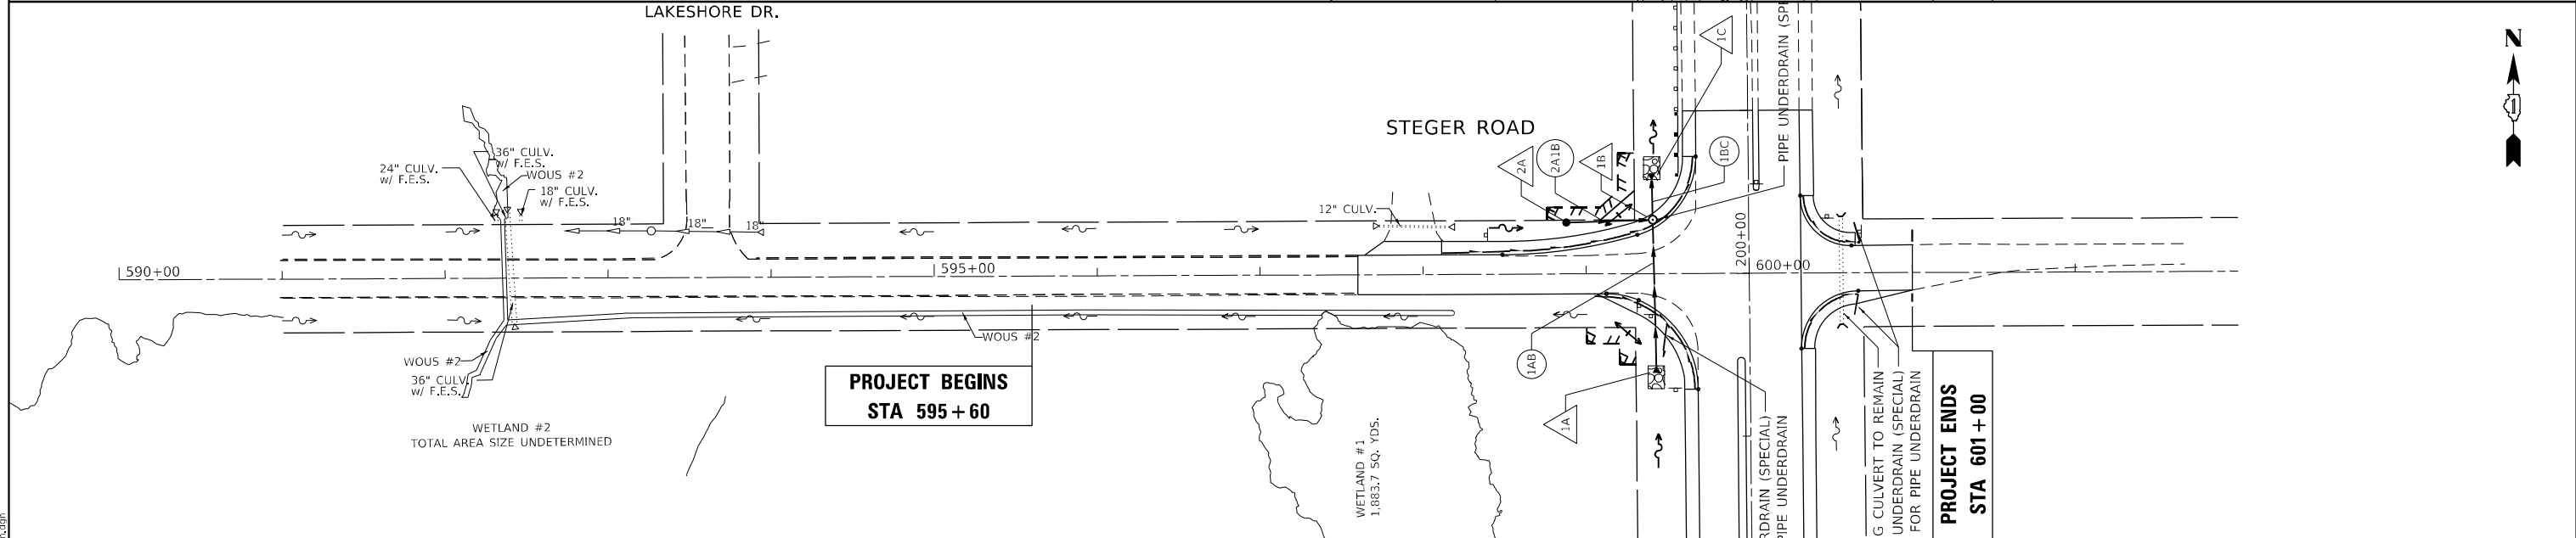 LAKESHORE DR.
N
1
1C
PIPE UNDERDRAIN (SPE
STEGER ROAD
36" CULV.
w/ F.E.S.
24" CULV.
w/ F.E.S.
WOUS #2
18" CULV.
w/ F.E.S.
2A
2A1B
1B
1BC
12" CULV.
18"
18"
18"
200+00
590+00
595+00
600+00
WOUS #2
WOUS #2
36" CULV.
w/ F.E.S.
1AB
1A
PROJECT BEGINS
STA 595+60
WETLAND #2
TOTAL AREA SIZE UNDETERMINED
WETLAND #1
1,883.7 SQ. YDS.
RDRAIN (SPECIAL)
PIPE UNDERDRAIN
G CULVERT TO REMAIN
UNDERDRAIN (SPECIAL)
FOR PIPE UNDERDRAIN
PROJECT ENDS
STA 601+00
n.dgn